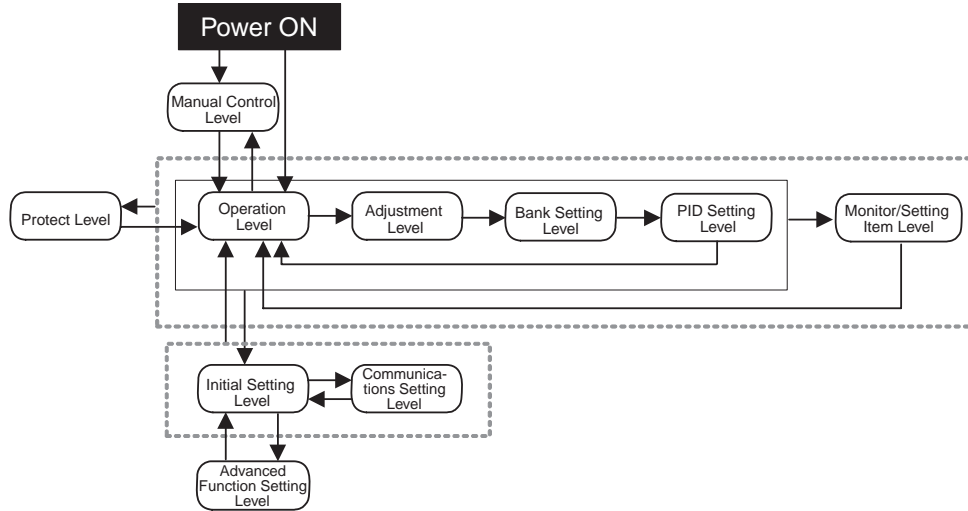 Power ON
Manual Control
Level
Protect Level
Operation
Level
Adjustment
Level
Bank Setting
Level
PID Setting
Level
Monitor/Setting
Item Level
Initial Setting
Level
Communica-
tions Setting
Level
Advanced
Function Setting
Level